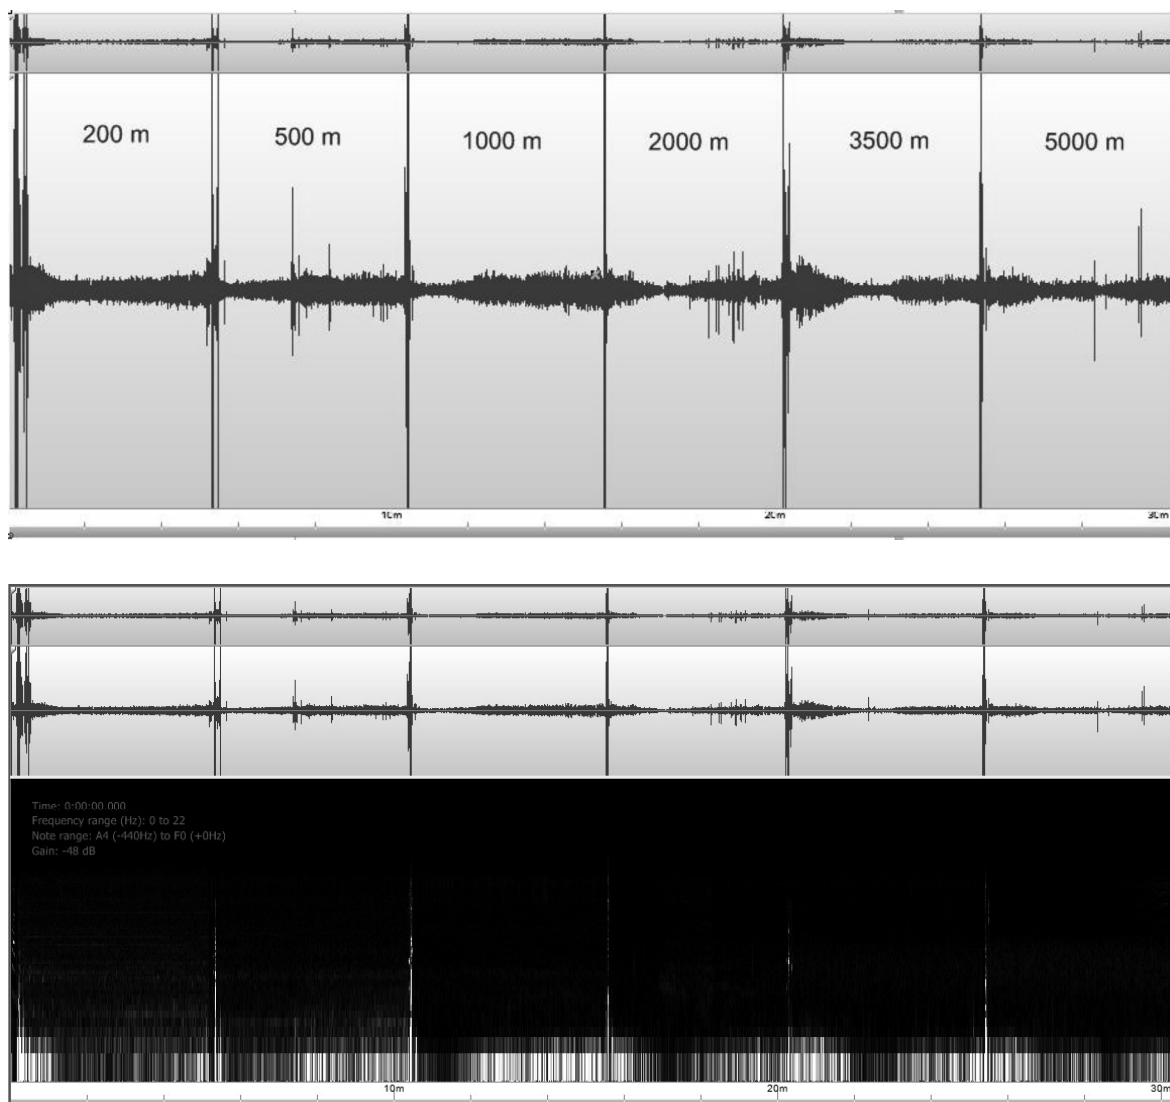 200 m
500 m
1000 m
2000 m
3500 m
5000 m
10m
20m
30m
Time: 0:00:00.000
Frequency range (Hz): 0 to 22
Note range: A4 (-440Hz) to F0 (+0Hz)
Gain: -48 dB
10m
20m
30m